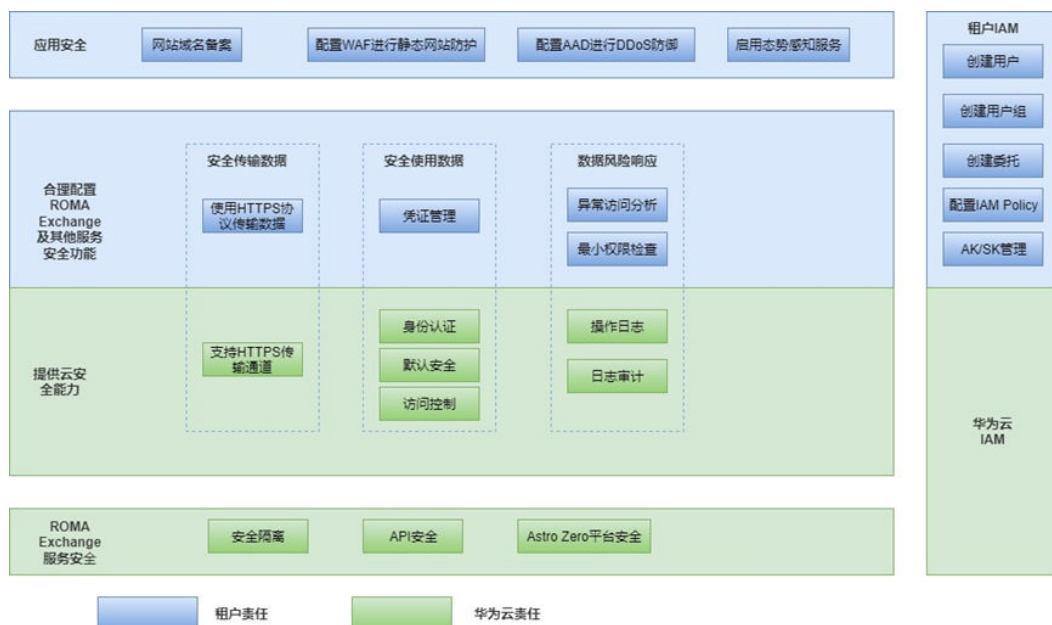 应用安全
网站域名备案
配置WAF进行静态网站防护
配置AAD进行DDoS防御
启用态势感知服务
合理配置
ROMA
Exchange
及其他服务
安全功能
安全传输数据
使用HTTPS协
议传输数据
安全使用数据
凭证管理
数据风险响应
异常访问分析
最小权限检查
提供云安
全能力
支持HTTPS传
输通道
身份认证
默认安全
访问控制
操作日志
日志审计
ROMA
Exchange
服务安全
安全隔离
API安全
Astro Zero平台安全
租户IAM
创建用户
创建用户组
创建委托
配置IAM Policy
AK/SK管理
华为云
IAM
租户责任
华为云责任